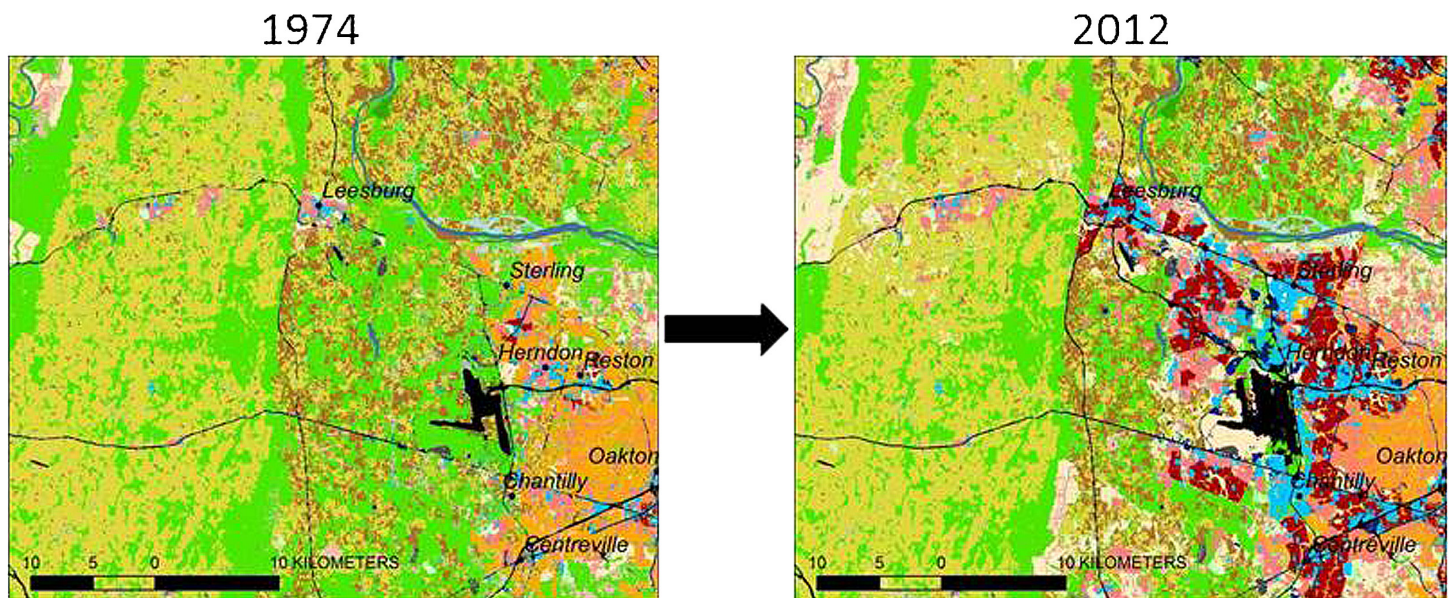 1974
2012
Leesburg
Sterling
Herndon
Reston
Oakton
Chantilly
Centreville
10 5 0 10 KILOMETERS
Leesburg
Sterling
Herndon
Reston
Oakton
Chantilly
Centreville
10 5 0 10 KILOMETERS